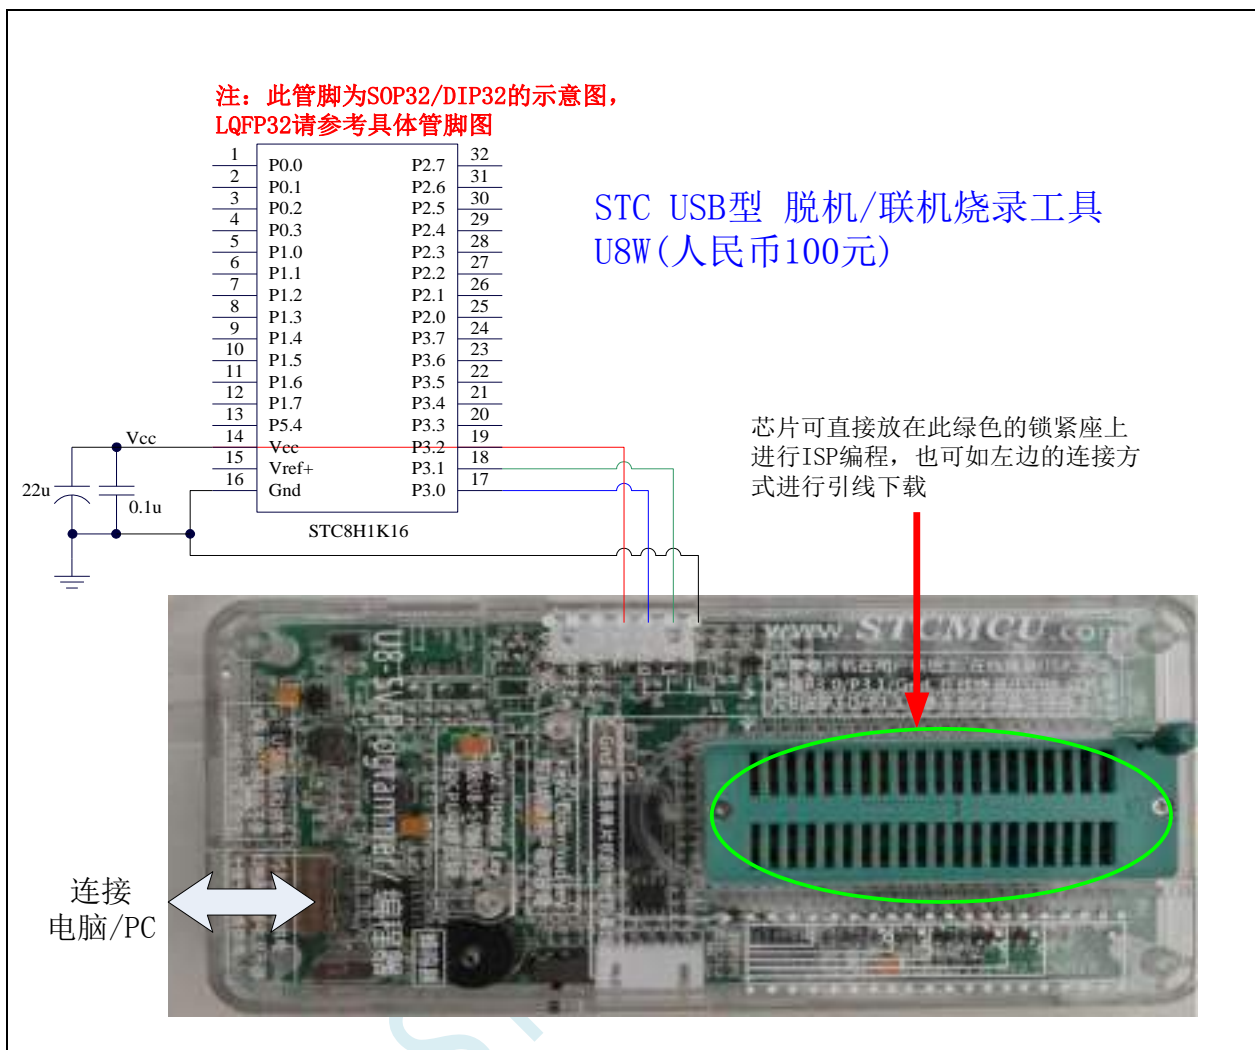 注：此管脚为SOP32/DIP32的示意图，
LQFP32请参考具体管脚图
STC USB型 脱机/联机烧录工具
U8W(人民币100元)
1 P0.0 P2.7 32
2 P0.1 P2.6 31
3 P0.2 P2.5 30
4 P0.3 P2.4 29
5 P1.0 P2.3 28
6 P1.1 P2.2 27
7 P1.2 P2.1 26
8 P1.3 P2.0 25
9 P1.4 P3.7 24
10 P1.5 P3.6 23
11 P1.6 P3.5 22
12 P1.7 P3.4 21
13 P5.4 P3.3 20
Vcc 14 Vcc P3.2 19
15 Vref+ P3.1 18
16 Gnd P3.0 17
22u
0.1u
STC8H1K16
芯片可直接放在此绿色的锁紧座上
进行ISP编程，也可如左边的连接方
式进行引线下载
www.STCMCU.com
连接
电脑/PC